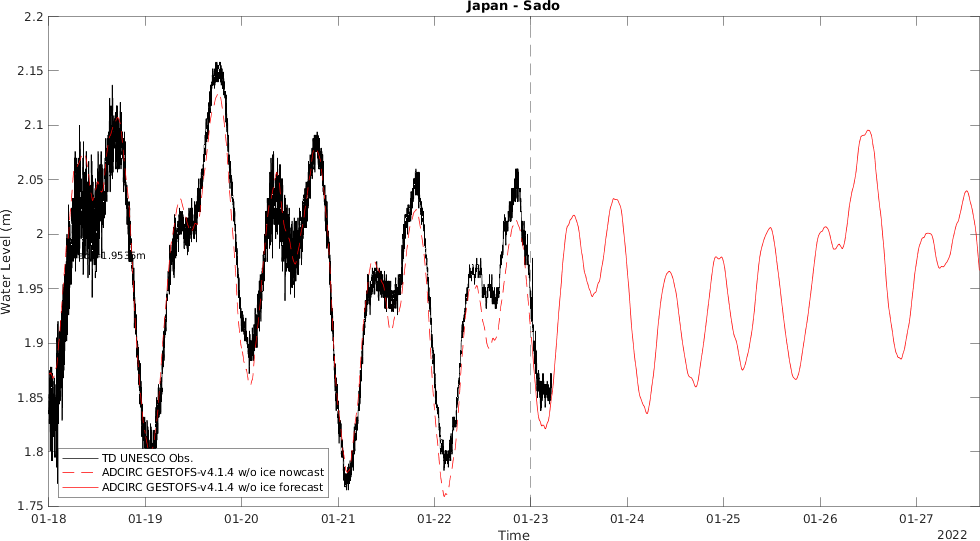 Japan - Sado
2.2
2.15
2.1
2.05
2
1.95
1.9
1.85
1.8
1.75
Water Level (m)
1.9535m
TD UNESCO Obs.
ADCIRC GESTOFS-v4.1.4 w/o ice nowcast
ADCIRC GESTOFS-v4.1.4 w/o ice forecast
01-18 01-19 01-20 01-21 01-22 01-23 01-24 01-25 01-26 01-27
Time
2022